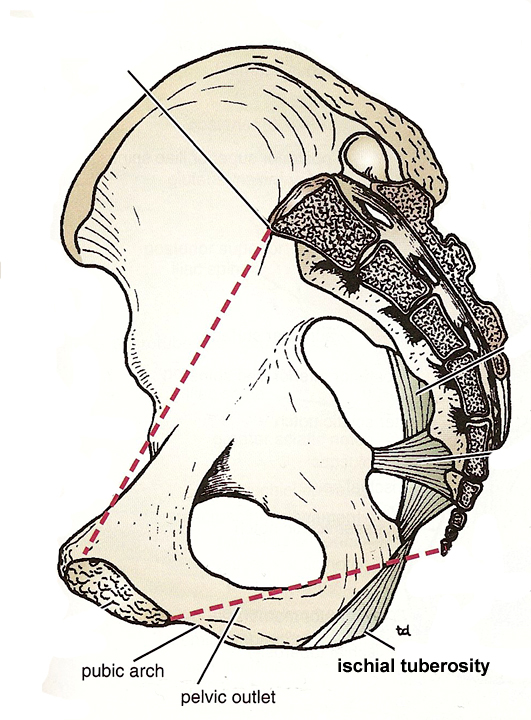 td
ischial tuberosity
pubic arch
pelvic outlet